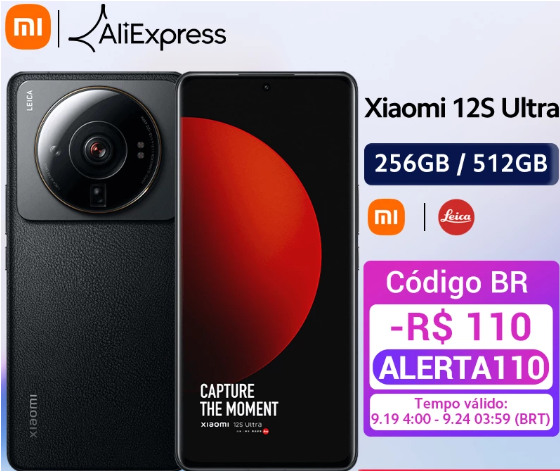 mi AliExpress
LEICA
Xiaomi 12S Ultra
256GB / 512GB
mi Leica
Código BR
-R$ 110
ALERTA110
Tempo válido:
9.19 4:00 - 9.24 03:59 (BRT)
CAPTURE
THE MOMENT
xiaomi 12S Ultra
xiaomi